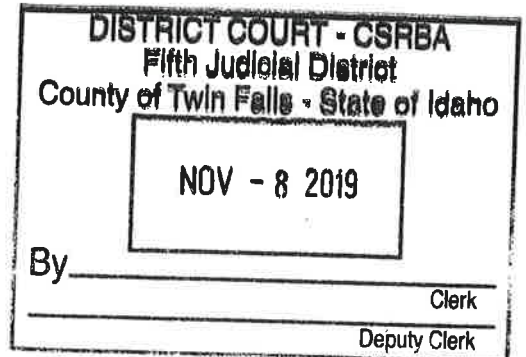 DISTRICT COURT - CSRBA
Fifth Judicial District
County of Twin Falls - State of Idaho
NOV - 8 2019
By
Clerk
Deputy Clerk